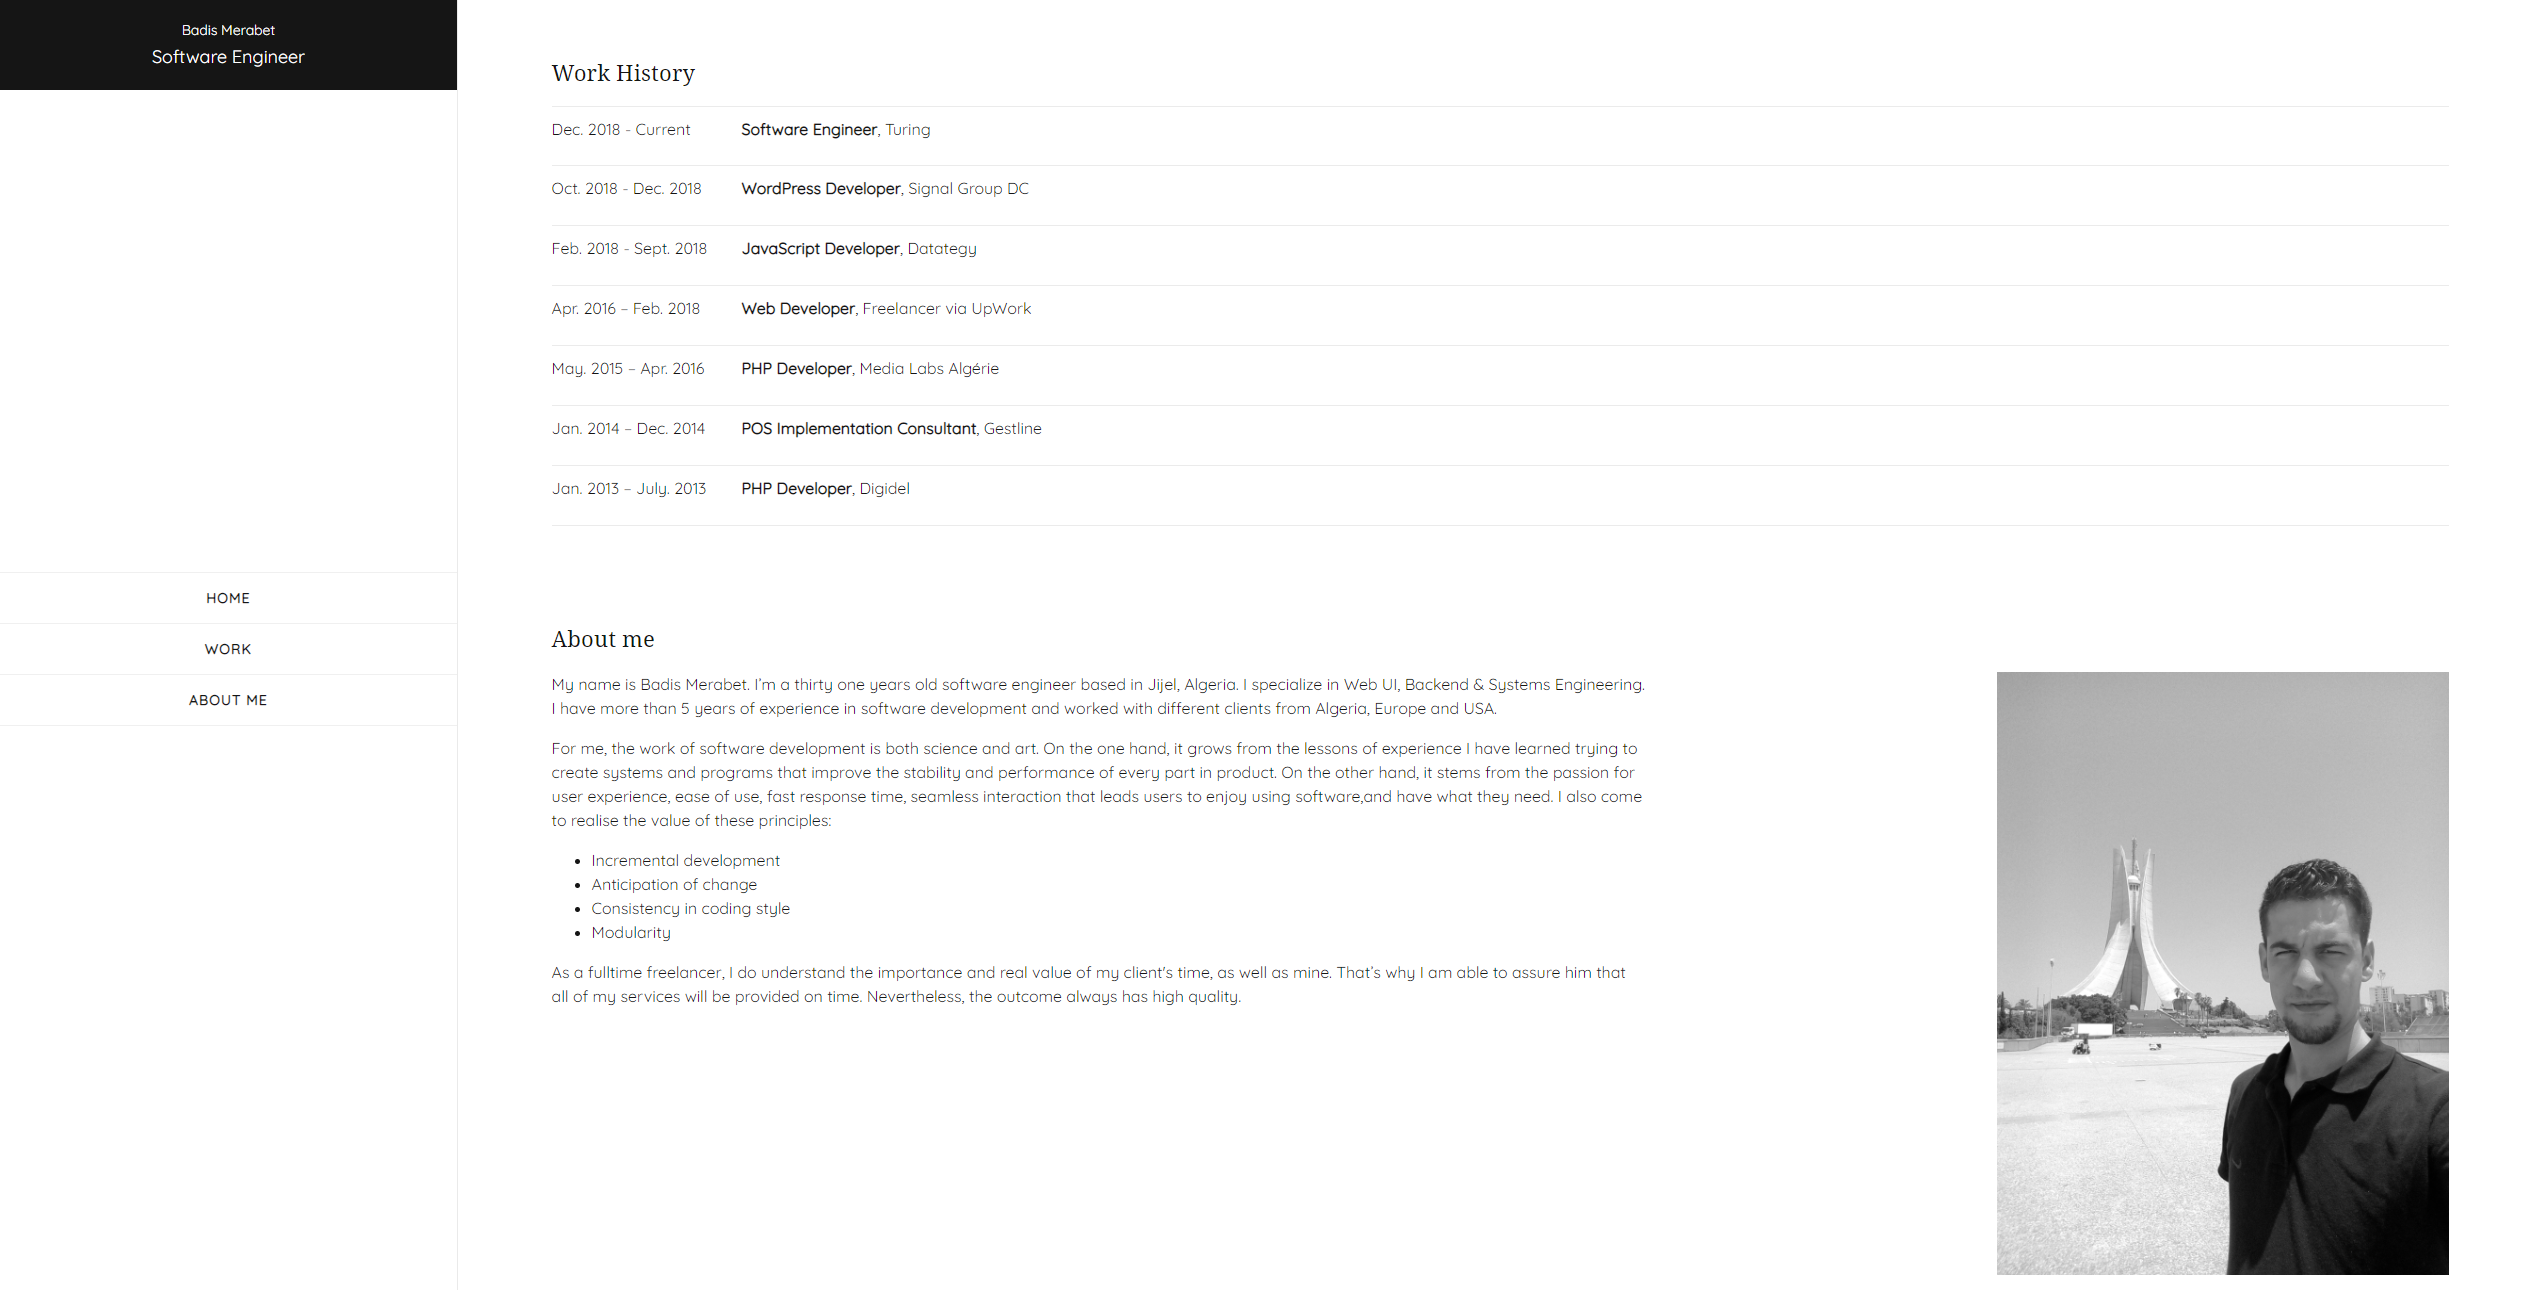 Badis Merabet
Software Engineer
HOME
WORK
ABOUT ME
Work History
Dec. 2018 - Current Software Engineer, Turing
Oct. 2018 - Dec. 2018 WordPress Developer, Signal Group DC
Feb. 2018 - Sept. 2018 JavaScript Developer, Datategy
Apr. 2016 – Feb. 2018 Web Developer, Freelancer via UpWork
May. 2015 – Apr. 2016 PHP Developer, Media Labs Algérie
Jan. 2014 – Dec. 2014 POS Implementation Consultant, Gestline
Jan. 2013 – July. 2013 PHP Developer, Digidel
About me
My name is Badis Merabet. I'm a thirty one years old software engineer based in Jijel, Algeria. I specialize in Web UI, Backend & Systems Engineering.
I have more than 5 years of experience in software development and worked with different clients from Algeria, Europe and USA.
For me, the work of software development is both science and art. On the one hand, it grows from the lessons of experience I have learned trying to
create systems and programs that improve the stability and performance of every part in product. On the other hand, it stems from the passion for
user experience, ease of use, fast response time, seamless interaction that leads users to enjoy using software,and have what they need. I also come
to realise the value of these principles:
• Incremental development
• Anticipation of change
• Consistency in coding style
• Modularity
As a fulltime freelancer, I do understand the importance and real value of my client's time, as well as mine. That's why I am able to assure him that
all of my services will be provided on time. Nevertheless, the outcome always has high quality.